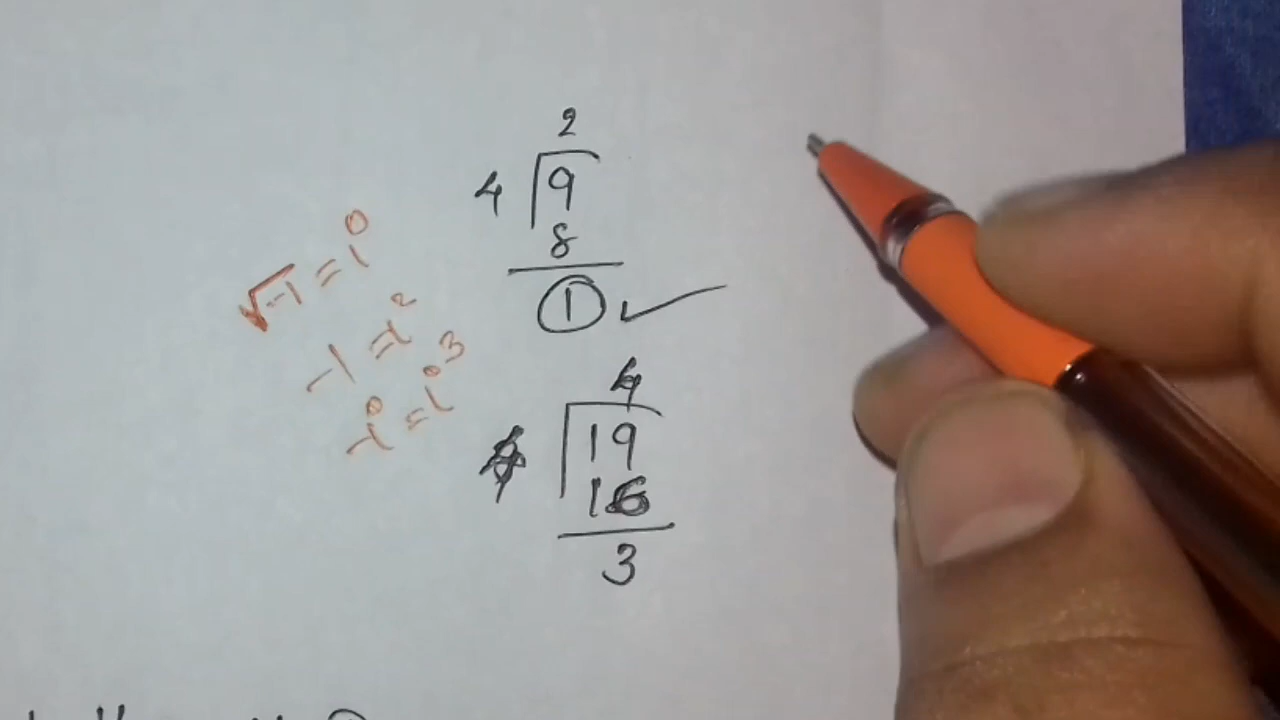 2
4 9
8
1 ✓
√-1 = i
-1 = i²
-i = i³
4
4 19
16
3